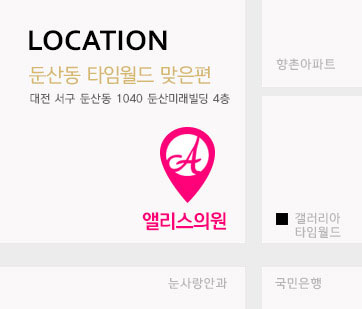 LOCATION
둔산동 타임월드 맞은편
대전 서구 둔산동 1040 둔산미래빌딩 4층
향촌아파트
A
앨리스의원
갤러리아
타임월드
눈사랑안과
국민은행